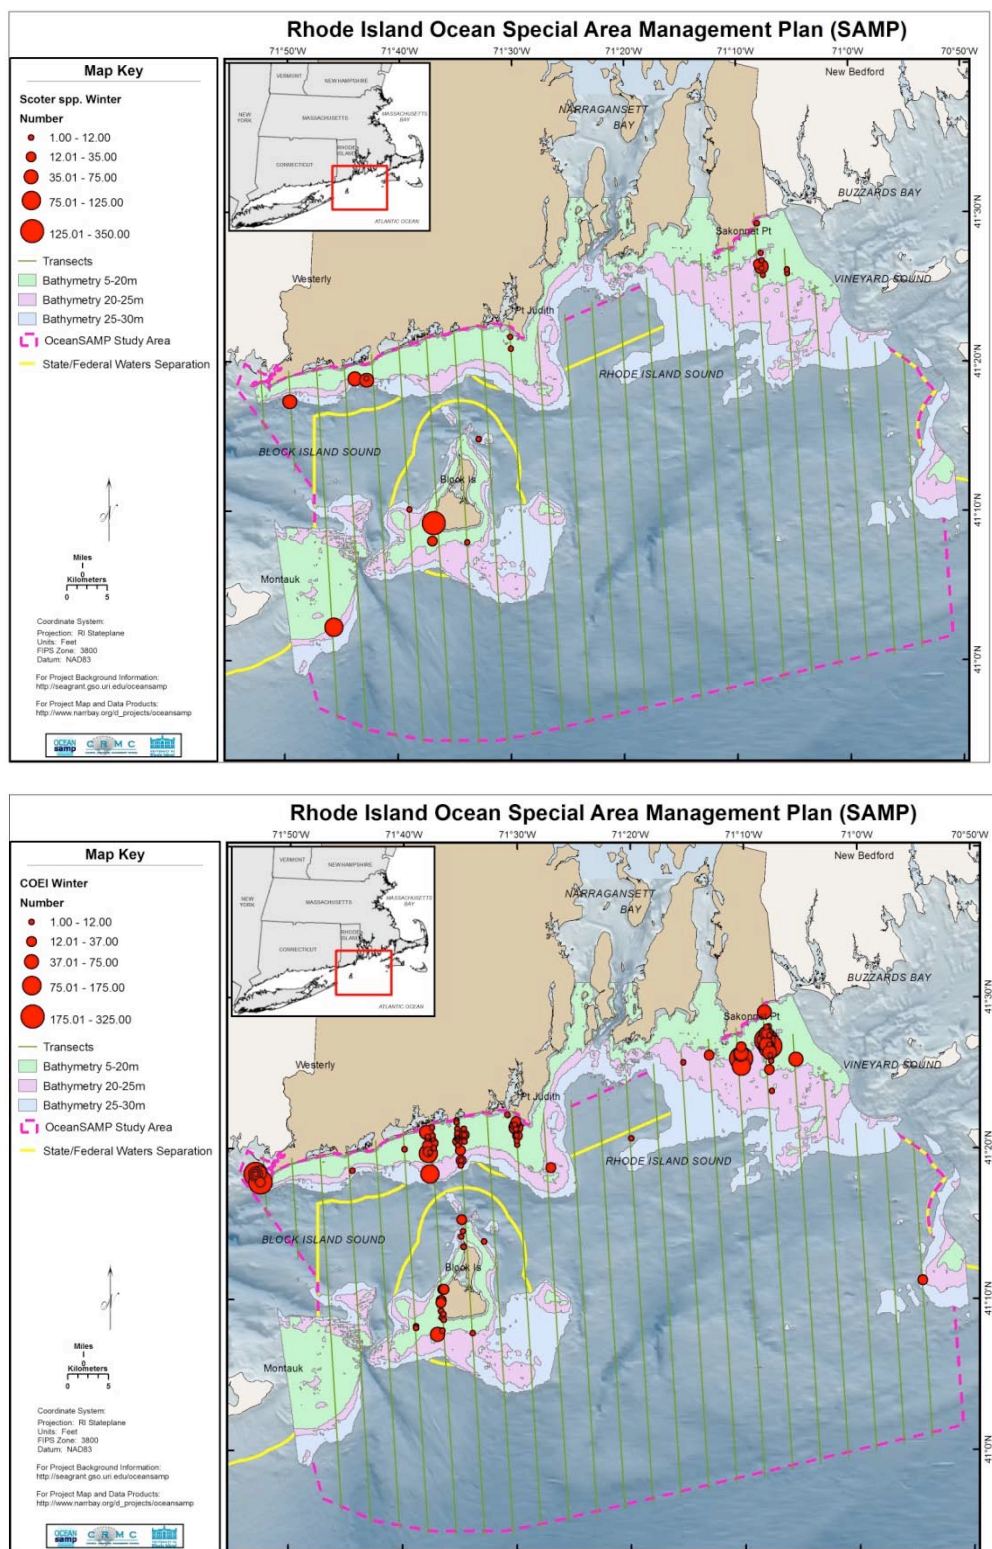 Rhode Island Ocean Special Area Management Plan (SAMP)
71°50'W 71°40'W 71°30'W 71°20'W 71°10'W 71°0'W 70°50'W
Map Key
Scoter spp. Winter
Number
1.00 - 12.00
12.01 - 35.00
35.01 - 75.00
75.01 - 125.00
125.01 - 350.00
Transects
Bathymetry 5-20m
Bathymetry 20-25m
Bathymetry 25-30m
OceanSAMP Study Area
State/Federal Waters Separation
N
Miles
0
Kilometers
0 5
Coordinate System:
Projection: RI Stateplane
Units: Feet
FIPS Zone: 3800
Datum: NAD83
For Project Background Information:
http://seagrant.gso.uri.edu/oceansamp
For Project Map and Data Products:
http://www.narrbay.org/d_projects/oceansamp
OCEAN
samp
C R M C
VERMONT
NEW HAMPSHIRE
NEW YORK
MASSACHUSETTS
MASSACHUSETTS BAY
CONNECTICUT
RHODE ISLAND
ATLANTIC OCEAN
New Bedford
NARRAGANSETT BAY
BUZZARDS BAY
Sakonnet Pt
VINEYARD SOUND
Westerly
Pt Judith
RHODE ISLAND SOUND
BLOCK ISLAND SOUND
Block Is
Montauk
41°30'N
41°20'N
41°10'N
41°0'N
Rhode Island Ocean Special Area Management Plan (SAMP)
71°50'W 71°40'W 71°30'W 71°20'W 71°10'W 71°0'W 70°50'W
Map Key
COEI Winter
Number
1.00 - 12.00
12.01 - 37.00
37.01 - 75.00
75.01 - 175.00
175.01 - 325.00
Transects
Bathymetry 5-20m
Bathymetry 20-25m
Bathymetry 25-30m
OceanSAMP Study Area
State/Federal Waters Separation
N
Miles
0
Kilometers
0 5
Coordinate System:
Projection: RI Stateplane
Units: Feet
FIPS Zone: 3800
Datum: NAD83
For Project Background Information:
http://seagrant.gso.uri.edu/oceansamp
For Project Map and Data Products:
http://www.narrbay.org/d_projects/oceansamp
OCEAN
samp
C R M C
VERMONT
NEW HAMPSHIRE
NEW YORK
MASSACHUSETTS
MASSACHUSETTS BAY
CONNECTICUT
RHODE ISLAND
ATLANTIC OCEAN
New Bedford
NARRAGANSETT BAY
BUZZARDS BAY
Sakonnet Pt
VINEYARD SOUND
Westerly
Pt Judith
RHODE ISLAND SOUND
BLOCK ISLAND SOUND
Block Is
Montauk
41°30'N
41°20'N
41°10'N
41°0'N